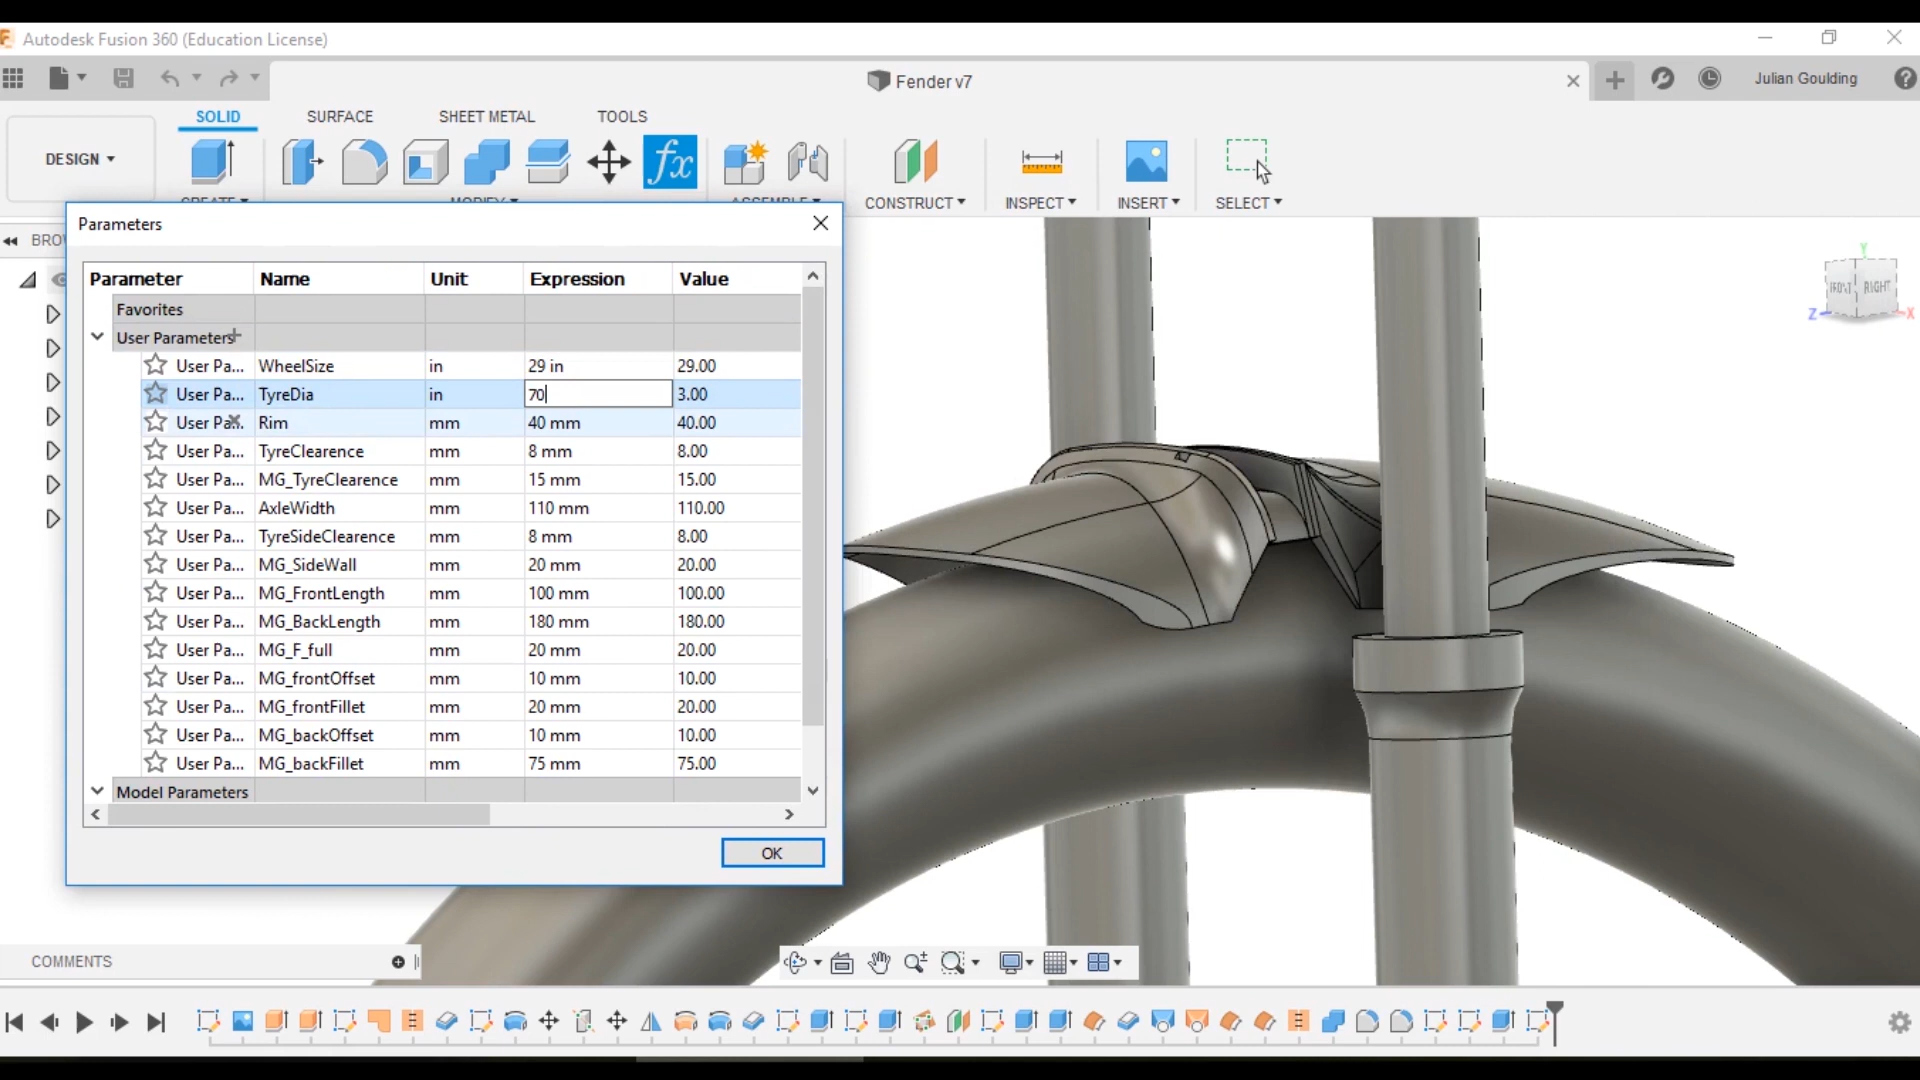 Autodesk Fusion 360 (Education License)
Fender v7
Julian Goulding
SOLID SURFACE SHEET METAL TOOLS
DESIGN
CREATE MODIFY ASSEMBLE CONSTRUCT INSPECT INSERT SELECT
Parameters
BRO
Parameter Name Unit Expression Value
Favorites
User Parameters
User Pa... WheelSize in 29 in 29.00
User Pa... TyreDia in 70 3.00
User Pa... Rim mm 40 mm 40.00
User Pa... TyreClearence mm 8 mm 8.00
User Pa... MG_TyreClearence mm 15 mm 15.00
User Pa... AxleWidth mm 110 mm 110.00
User Pa... TyreSideClearence mm 8 mm 8.00
User Pa... MG_SideWall mm 20 mm 20.00
User Pa... MG_FrontLength mm 100 mm 100.00
User Pa... MG_BackLength mm 180 mm 180.00
User Pa... MG_F_full mm 20 mm 20.00
User Pa... MG_frontOffset mm 10 mm 10.00
User Pa... MG_frontFillet mm 20 mm 20.00
User Pa... MG_backOffset mm 10 mm 10.00
User Pa... MG_backFillet mm 75 mm 75.00
Model Parameters
OK
Y
FRONT RIGHT
Z X
COMMENTS